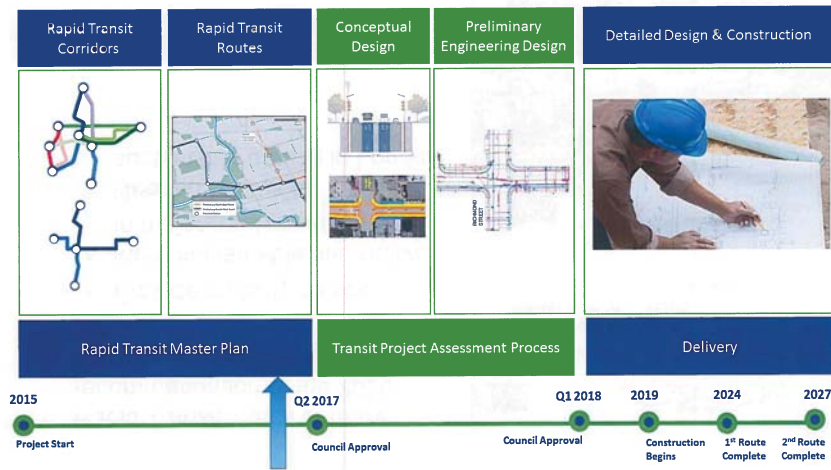 Rapid Transit
Corridors
Rapid Transit
Routes
Conceptual
Design
Preliminary
Engineering Design
Detailed Design & Construction
RICHMOND
STREET
Rapid Transit Master Plan
Transit Project Assessment Process
Delivery
2015
Q2 2017
Q1 2018
2019
2024
2027
Project Start
Council Approval
Council Approval
Construction
Begins
1st Route
Complete
2nd Route
Complete